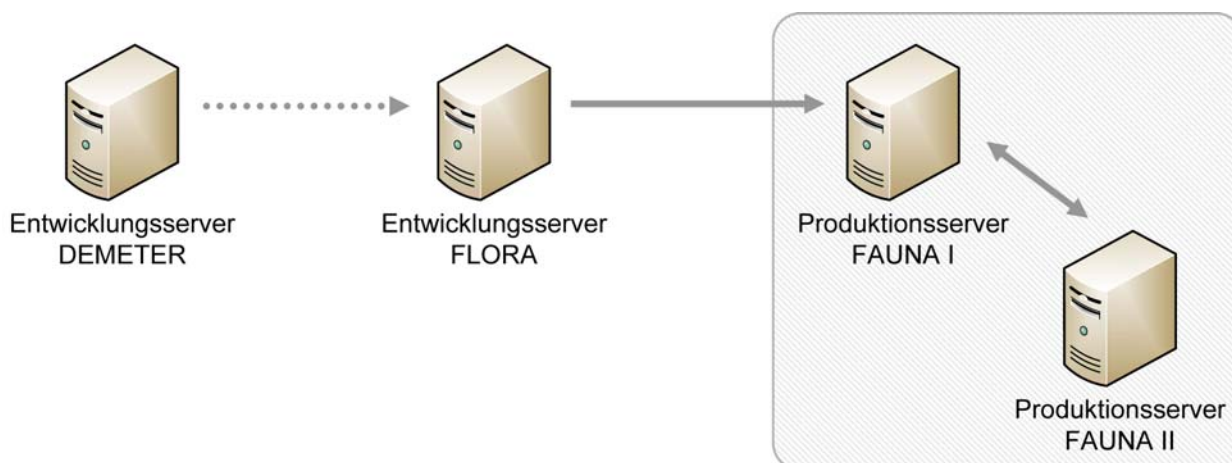 Entwicklungsserver
DEMETER
Entwicklungsserver
FLORA
Produktionsserver
FAUNA I
Produktionsserver
FAUNA II